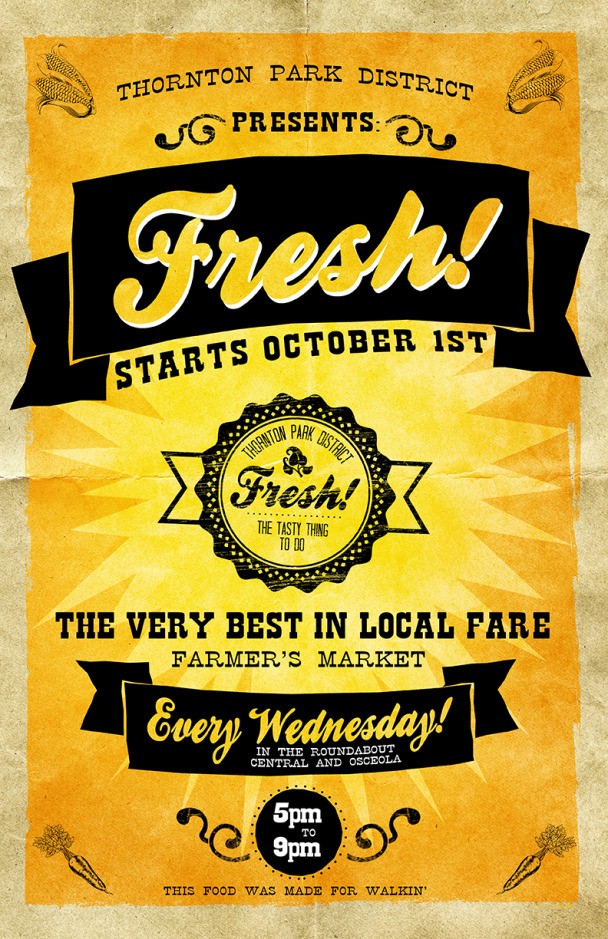 THORNTON PARK DISTRICT
PRESENTS:
Fresh!
STARTS OCTOBER 1ST
THORNTON PARK DISTRICT
Fresh!
THE TASTY THING
TO DO
THE VERY BEST IN LOCAL FARE
FARMER'S MARKET
Every Wednesday!
IN THE ROUNDABOUT
CENTRAL AND OSCEOLA
5pm
TO
9pm
THIS FOOD WAS MADE FOR WALKIN'